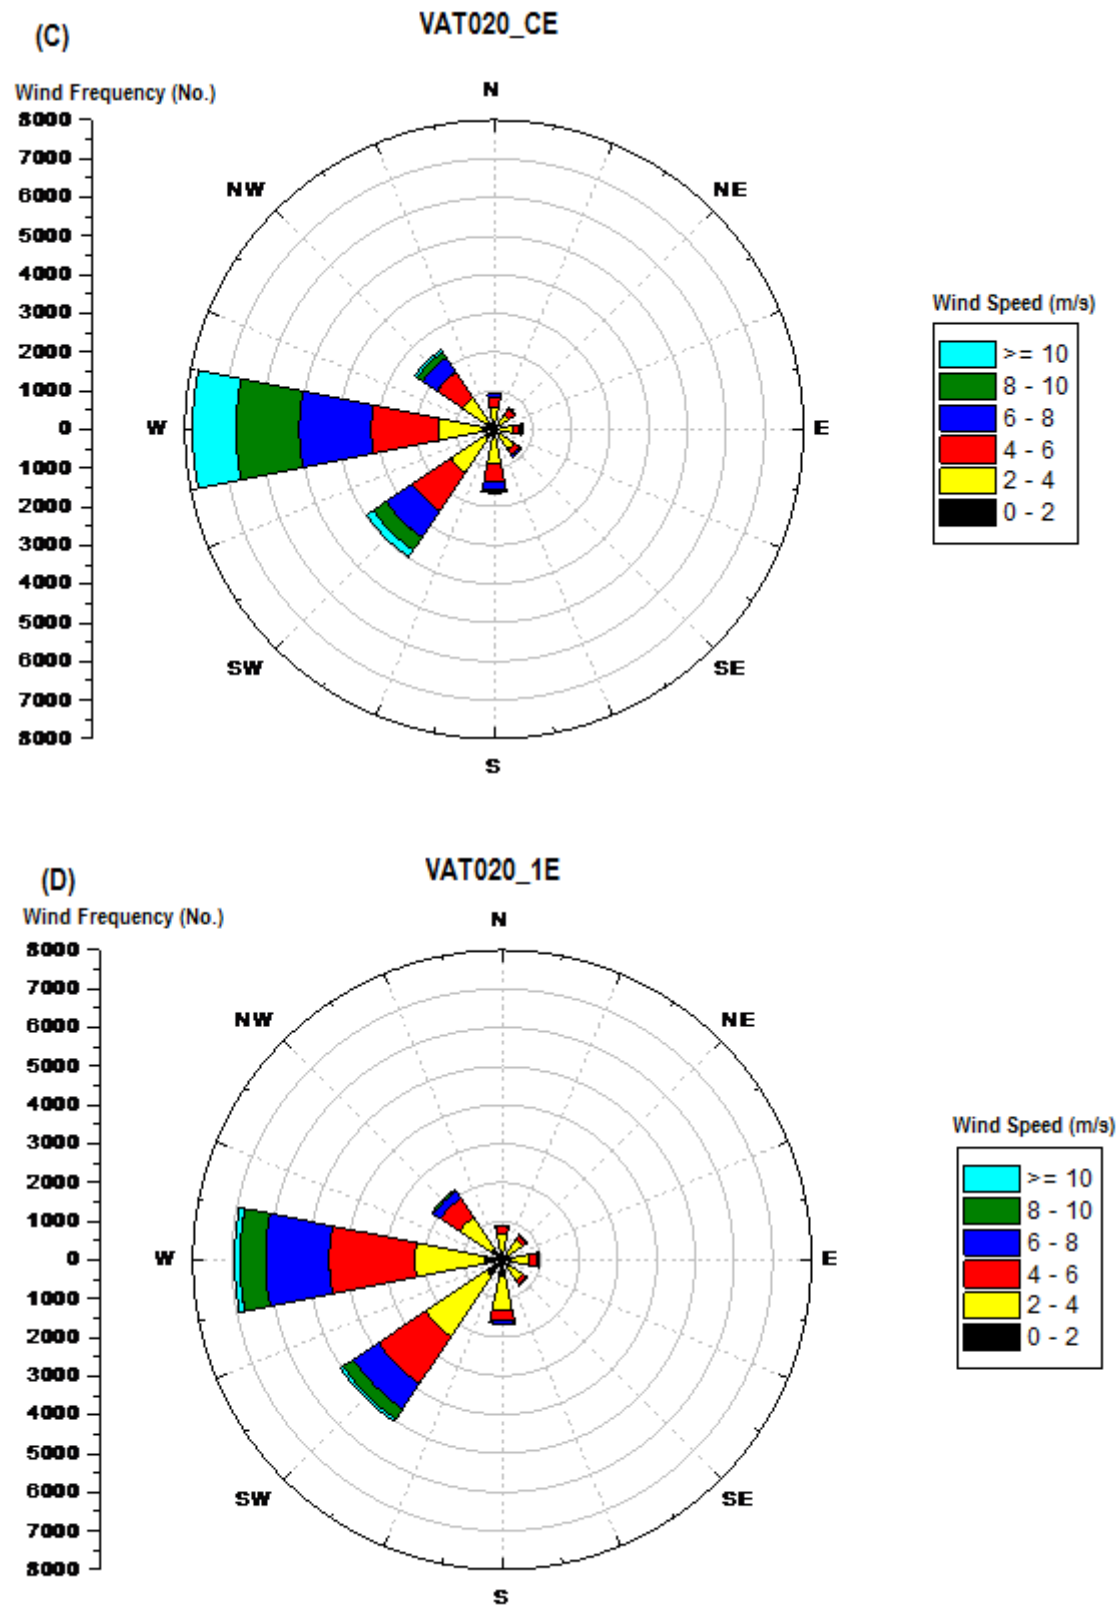 (C)
VAT020_CE
Wind Frequency (No.)
N
8000
7000
6000
5000
4000
3000
2000
1000
0
1000
2000
3000
4000
5000
6000
7000
8000
NW
NE
W
E
SW
SE
S
Wind Speed (m/s)
>= 10
8 - 10
6 - 8
4 - 6
2 - 4
0 - 2
(D)
VAT020_1E
Wind Frequency (No.)
N
8000
7000
6000
5000
4000
3000
2000
1000
0
1000
2000
3000
4000
5000
6000
7000
8000
NW
NE
W
E
SW
SE
S
Wind Speed (m/s)
>= 10
8 - 10
6 - 8
4 - 6
2 - 4
0 - 2